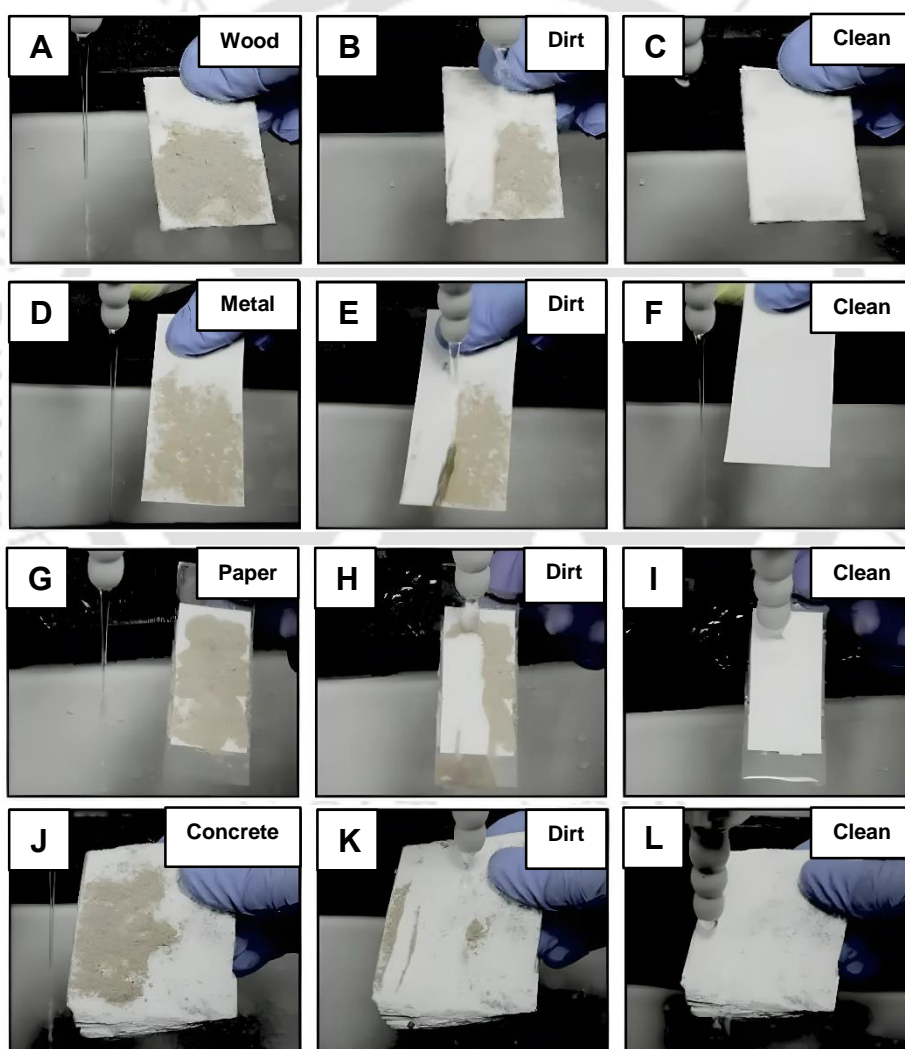 A Wood B Dirt C Clean
D Metal E Dirt F Clean
G Paper H Dirt I Clean
J Concrete K Dirt L Clean